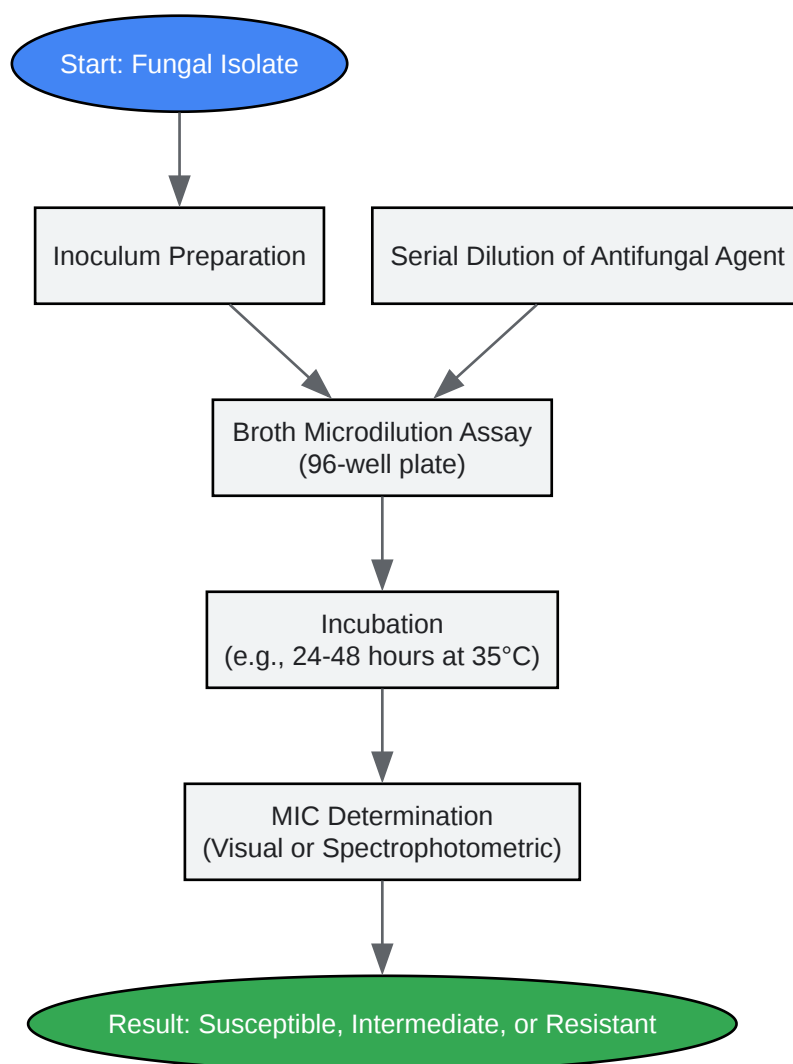 Start: Fungal Isolate
Inoculum Preparation
Serial Dilution of Antifungal Agent
Broth Microdilution Assay
(96-well plate)
Incubation
(e.g., 24-48 hours at 35°C)
MIC Determination
(Visual or Spectrophotometric)
Result: Susceptible, Intermediate, or Resistant